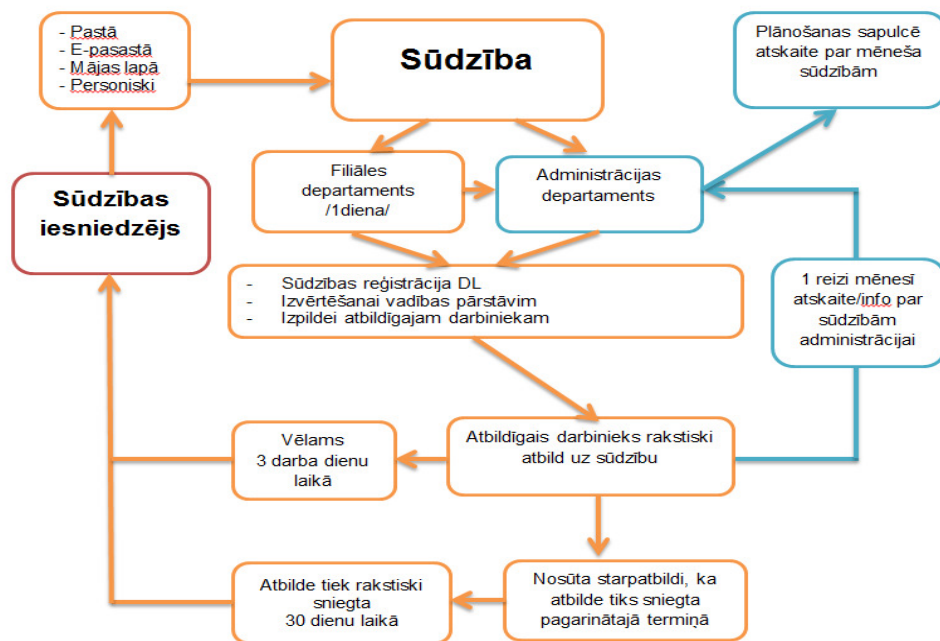 - Pastā
- E-pasastā
- Mājas lapā
- Personiski
Sūdzība
Plānošanas sapulcē
atskaite par mēneša
sūdzībām
Sūdzības
iesniedzējs
Filiāles
departaments
/1diena/
Administrācijas
departaments
- Sūdzības reģistrācija DL
- Izvērtēšanai vadības pārstāvim
- Izpildei atbildīgajam darbiniekam
1 reizi mēnesī
atskaite/info par
sūdzībām
administrācijai
Vēlams
3 darba dienu
laikā
Atbildīgais darbinieks rakstiski
atbild uz sūdzību
Atbilde tiek rakstiski
sniegta
30 dienu laikā
Nosūta starpatbildi, ka
atbilde tiks sniegta
pagarinātajā termiņā